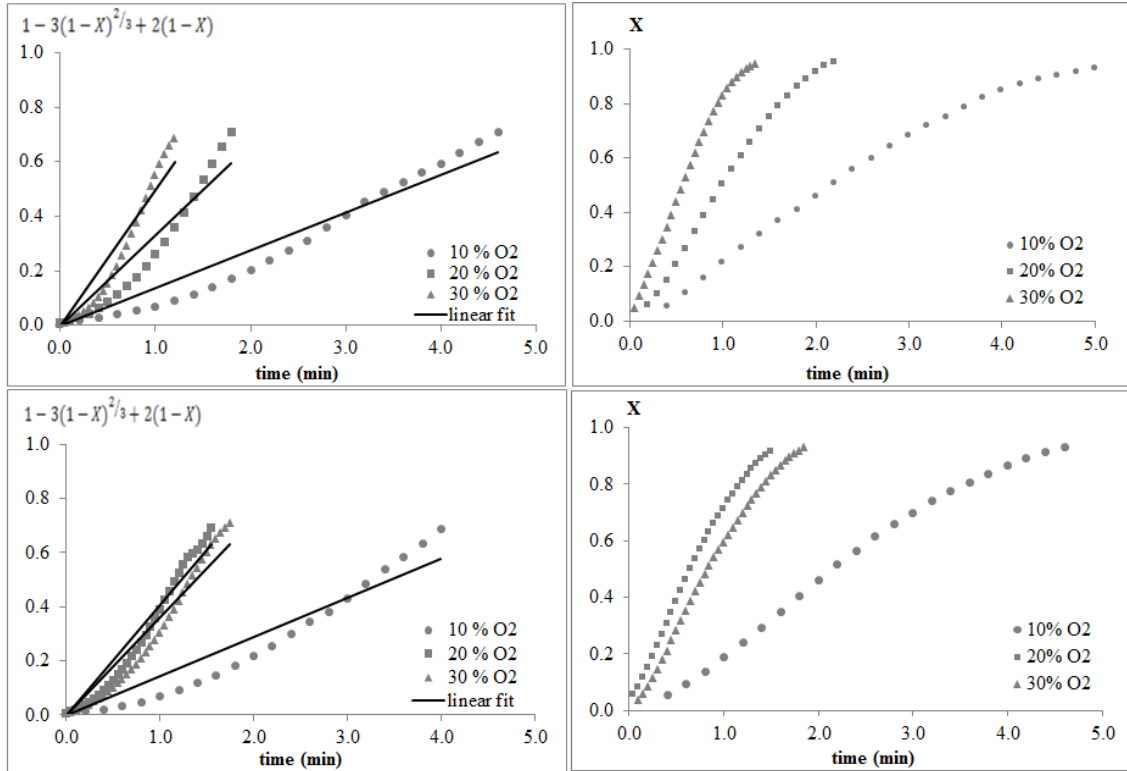 1 − 3(1 − X)^2/3 + 2(1 − X)
1.0
0.8
0.6
0.4
0.2
0.0
0.0 1.0 2.0 3.0 4.0 5.0
time (min)
10 % O2
20 % O2
30 % O2
linear fit
X
1.0
0.8
0.6
0.4
0.2
0.0
0.0 1.0 2.0 3.0 4.0 5.0
time (min)
10% O2
20% O2
30% O2
1 − 3(1 − X)^2/3 + 2(1 − X)
1.0
0.8
0.6
0.4
0.2
0.0
0.0 1.0 2.0 3.0 4.0 5.0
time (min)
10 % O2
20 % O2
30 % O2
linear fit
X
1.0
0.8
0.6
0.4
0.2
0.0
0.0 1.0 2.0 3.0 4.0 5.0
time (min)
10% O2
20% O2
30% O2